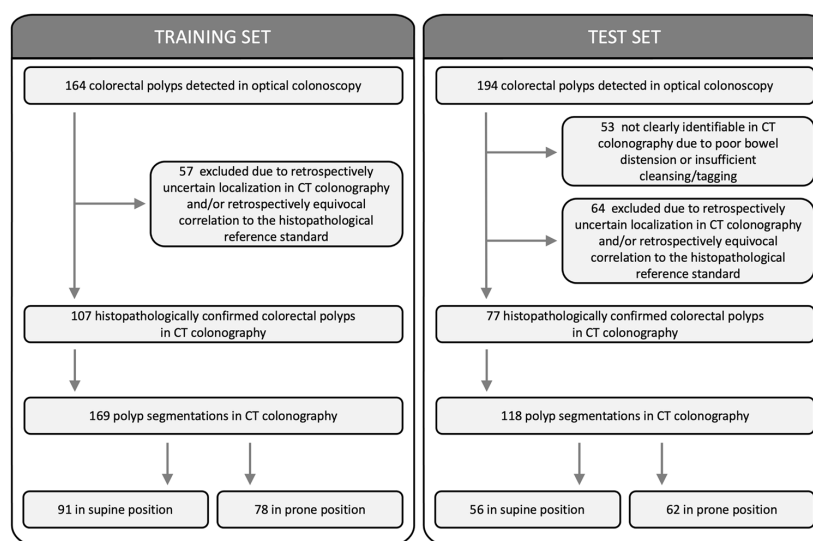 TRAINING SET
164 colorectal polyps detected in optical colonoscopy
57 excluded due to retrospectively
uncertain localization in CT colonography
and/or retrospectively equivocal
correlation to the histopathological
reference standard
107 histopathologically confirmed colorectal polyps
in CT colonography
169 polyp segmentations in CT colonography
91 in supine position
78 in prone position
TEST SET
194 colorectal polyps detected in optical colonoscopy
53 not clearly identifiable in CT
colonography due to poor bowel
distension or insufficient
cleansing/tagging
64 excluded due to retrospectively
uncertain localization in CT colonography
and/or retrospectively equivocal
correlation to the histopathological
reference standard
77 histopathologically confirmed colorectal polyps
in CT colonography
118 polyp segmentations in CT colonography
56 in supine position
62 in prone position